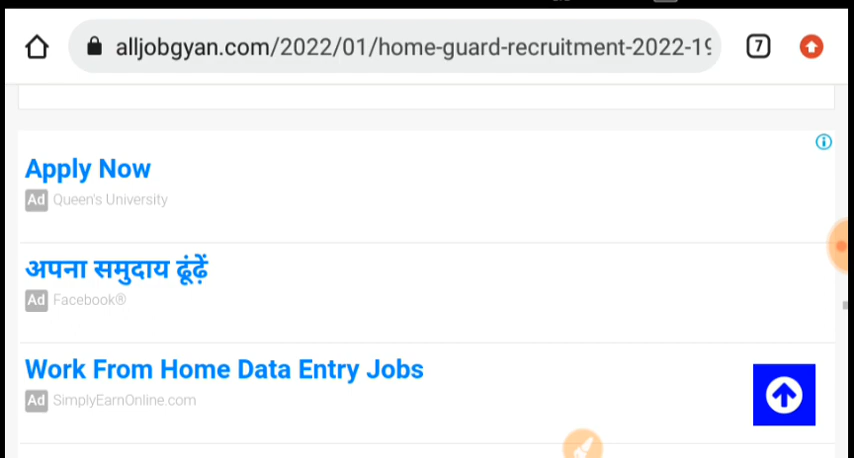 alljobgyan.com/2022/01/home-guard-recruitment-2022-19
7
Apply Now
Ad Queen's University
अपना समुदाय ढूंढ़ें
Ad Facebook®
Work From Home Data Entry Jobs
Ad SimplyEarnOnline.com